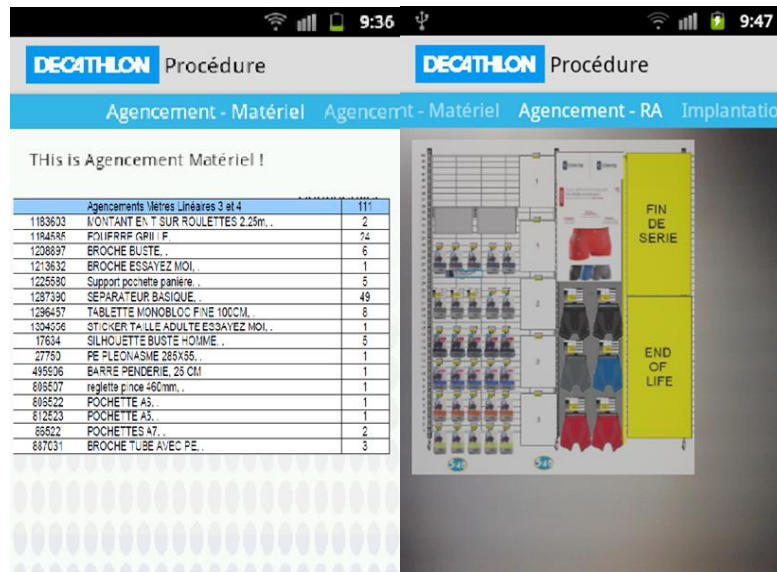 9:36
DECATHLON Procédure
Agencement - Matériel Agencem
THis is Agencement Matériel !
Agencements Mètres Linéaires 3 et 4 111
1183603 MONTANT EN T SUR ROULETTES 2.25m, . 2
1184585 EQUERRE GRILLE, 24
1208897 BROCHE BUSTE, . 6
1213632 BROCHE ESSAYEZ MOI, . 1
1225580 Support pochette panière, . 5
1287390 SEPARATEUR BASIQUE, . 49
1296457 TABLETTE MONOBLOC FINE 100CM, . 8
1304556 STICKER TAILLE ADULTE ESSAYEZ MOI, . 1
17634 SILHOUETTE BUSTE HOMME, . 5
27750 PE PLEONASME 285X55, . 1
495906 BARRE PENDERIE, 25 CM 1
806507 reglette pince 460mm, . 1
806522 POCHETTE A6, . 1
812523 POCHETTE A5, . 1
86522 POCHETTES A7, . 2
887031 BROCHE TUBE AVEC PE, . 3
9:47
DECATHLON Procédure
nt - Matériel Agencement - RA Implantatio
1
1
2
3
3
FIN
DE
SERIE
END
OF
LIFE